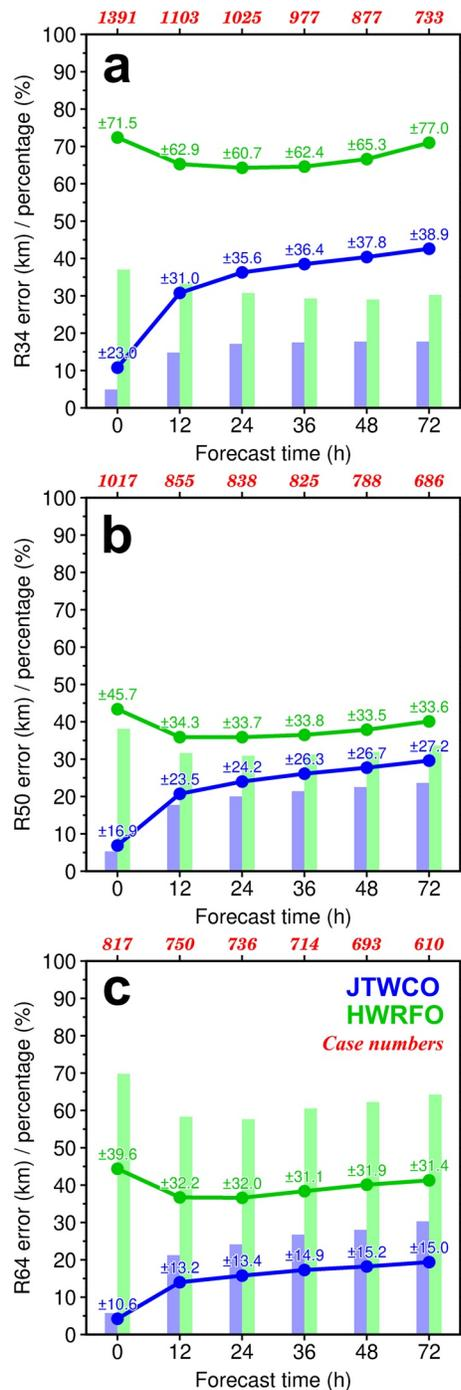 1391 1103 1025 977 877 733
100
a
90
80
±71.5 ±62.9 ±60.7 ±62.4 ±65.3 ±77.0
70
60
50
±23.0 ±31.0 ±35.6 ±36.4 ±37.8 ±38.9
40
30
20
10
0
R34 error (km) / percentage (%)
0 12 24 36 48 72
Forecast time (h)
1017 855 838 825 788 686
100
b
90
80
70
60
50
±45.7 ±34.3 ±33.7 ±33.8 ±33.5 ±33.6
40
30
±16.9 ±23.5 ±24.2 ±26.3 ±26.7 ±27.2
20
10
0
R50 error (km) / percentage (%)
0 12 24 36 48 72
Forecast time (h)
817 750 736 714 693 610
100
c
JTWCO
90
HWRFO
80
Case numbers
70
60
50
±39.6 ±32.2 ±32.0 ±31.1 ±31.9 ±31.4
40
30
20
±10.6 ±13.2 ±13.4 ±14.9 ±15.2 ±15.0
10
0
R64 error (km) / percentage (%)
0 12 24 36 48 72
Forecast time (h)